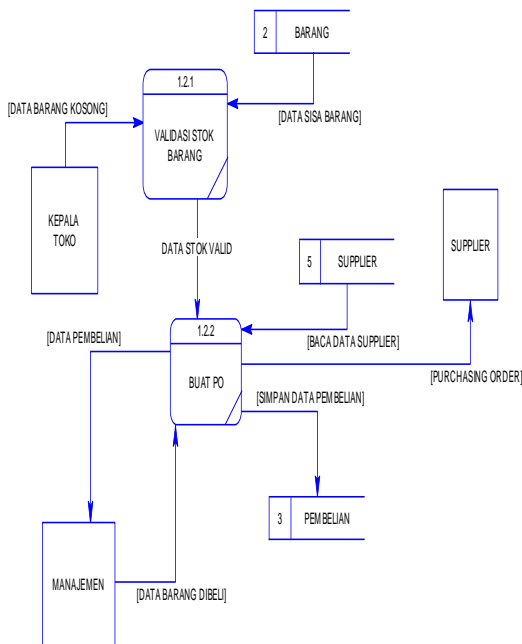 2 BARANG
1.2.1
[DATA BARANG KOSONG]
[DATA SISA BARANG]
VALIDASI STOK
BARANG
KEPALA
TOKO
DATA STOK VALID
5 SUPPLIER
SUPPLIER
1.2.2
[DATA PEMBELIAN]
[BACA DATA SUPPLIER]
BUAT PO
[PURCHASING ORDER]
[SIMPAN DATA PEMBELIAN]
3 PEMBELIAN
MANAJEMEN
[DATA BARANG DIBELI]